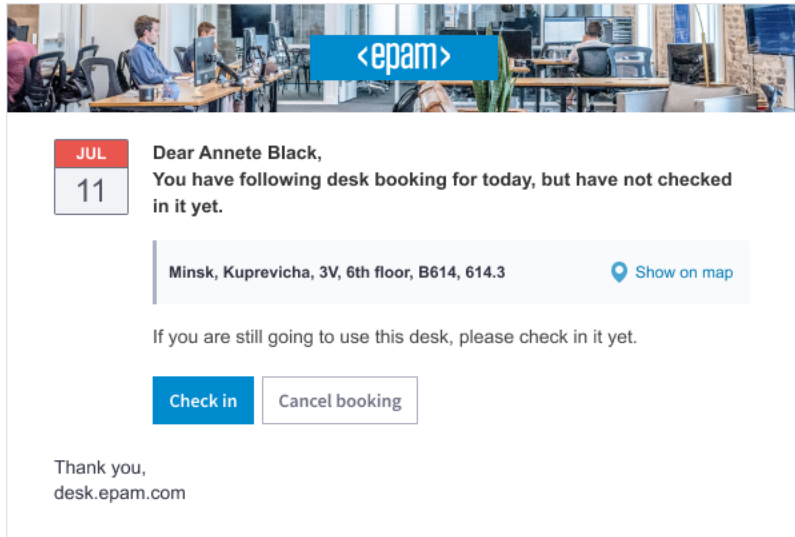 <epam>
JUL
11
Dear Annete Black,
You have following desk booking for today, but have not checked
in it yet.
Minsk, Kuprevicha, 3V, 6th floor, B614, 614.3
Show on map
If you are still going to use this desk, please check in it yet.
Check in
Cancel booking
Thank you,
desk.epam.com